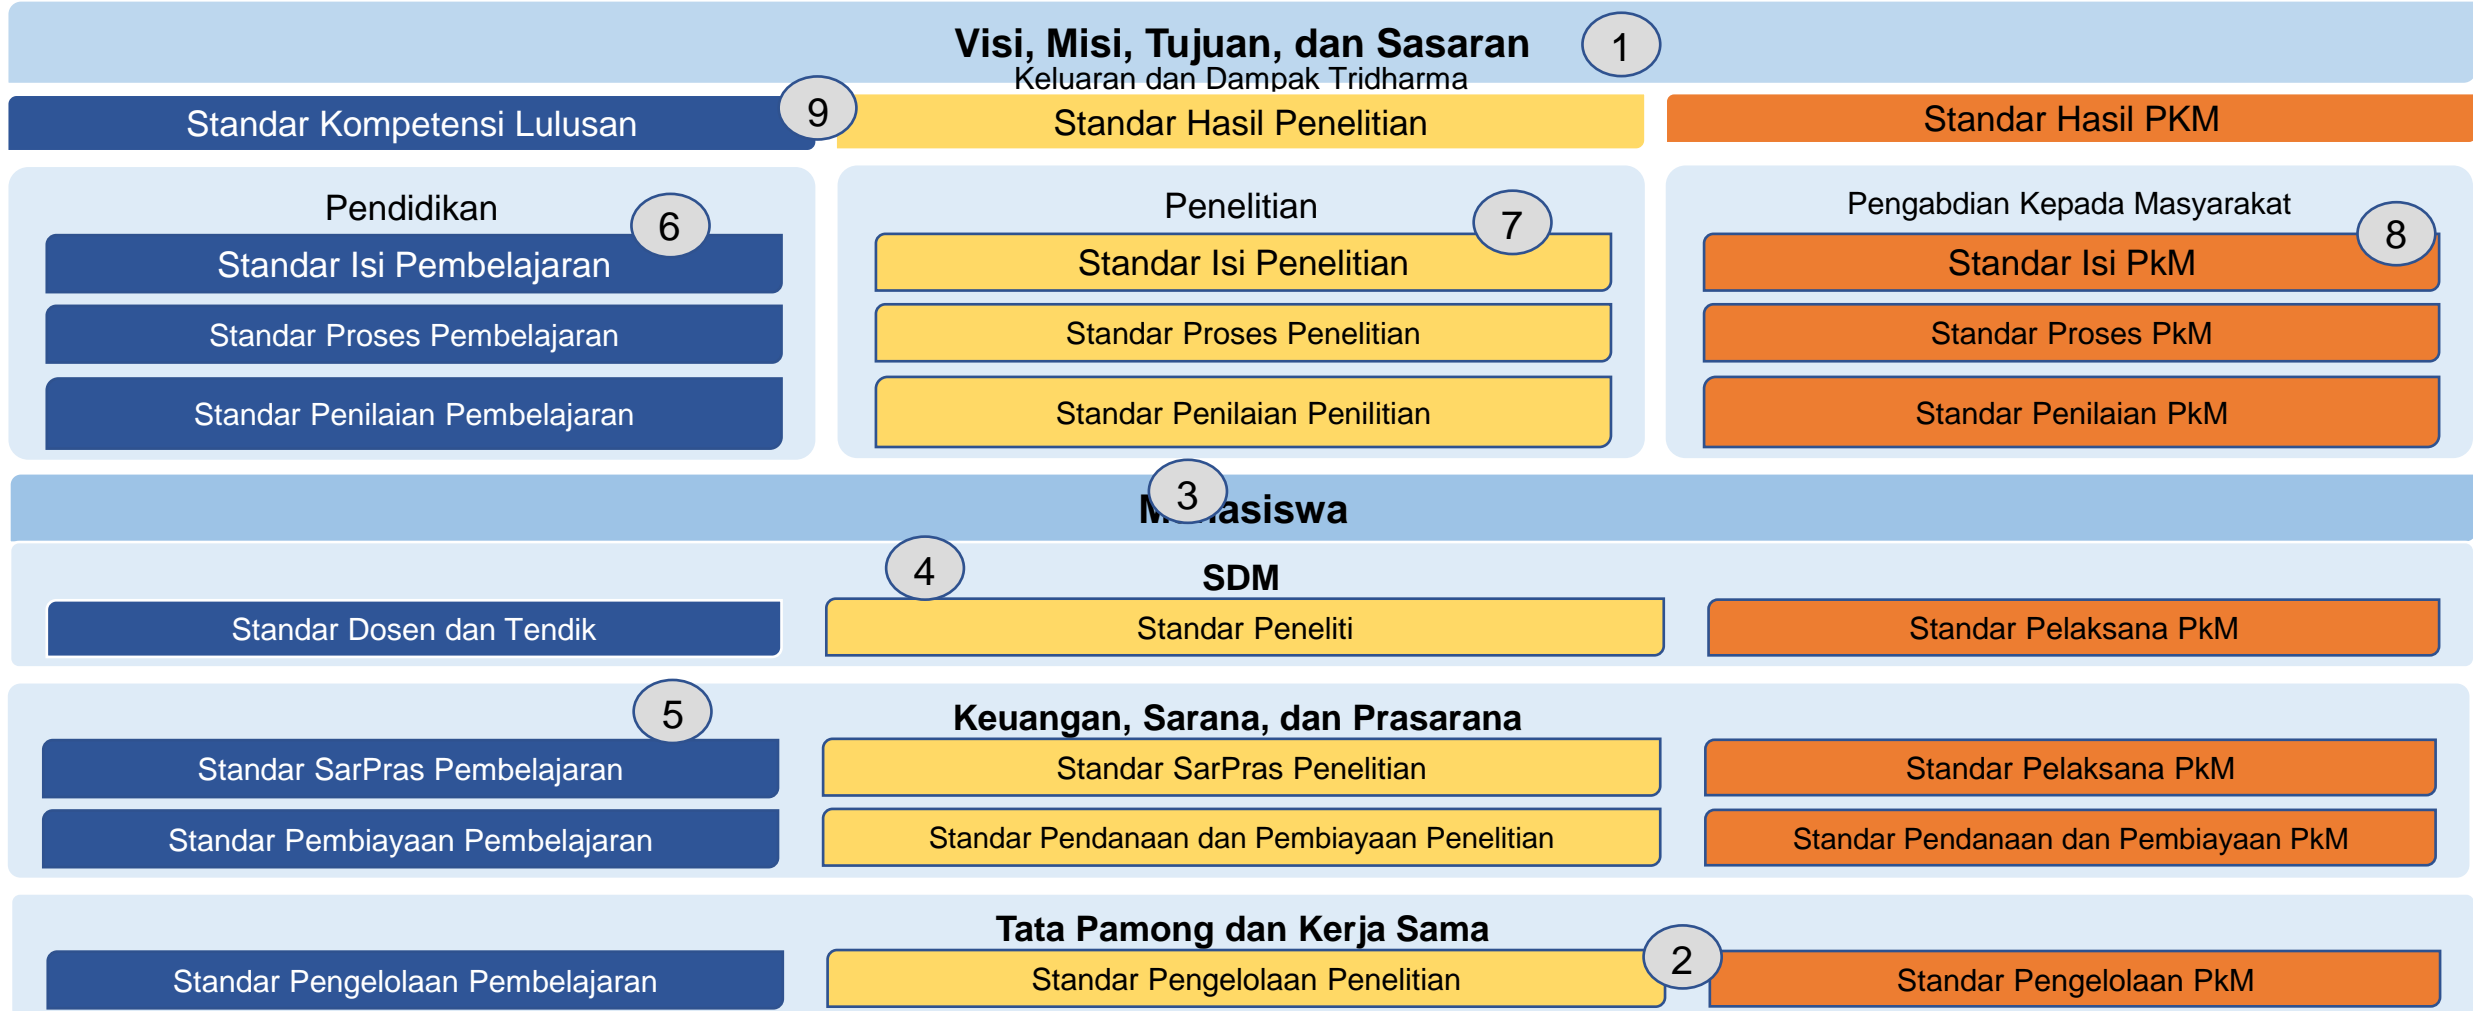 Visi, Misi, Tujuan, dan Sasaran 1
Keluaran dan Dampak Tridharma
Standar Kompetensi Lulusan 9 Standar Hasil Penelitian Standar Hasil PKM
Pendidikan 6 Penelitian 7 Pengabdian Kepada Masyarakat 8
Standar Isi Pembelajaran Standar Isi Penelitian Standar Isi PkM
Standar Proses Pembelajaran Standar Proses Penelitian Standar Proses PkM
Standar Penilaian Pembelajaran Standar Penilaian Penilitian Standar Penilaian PkM
3
Mahasiswa
4 SDM
Standar Dosen dan Tendik Standar Peneliti Standar Pelaksana PkM
5 Keuangan, Sarana, dan Prasarana
Standar SarPras Pembelajaran Standar SarPras Penelitian Standar Pelaksana PkM
Standar Pembiayaan Pembelajaran Standar Pendanaan dan Pembiayaan Penelitian Standar Pendanaan dan Pembiayaan PkM
Tata Pamong dan Kerja Sama
Standar Pengelolaan Pembelajaran Standar Pengelolaan Penelitian 2 Standar Pengelolaan PkM